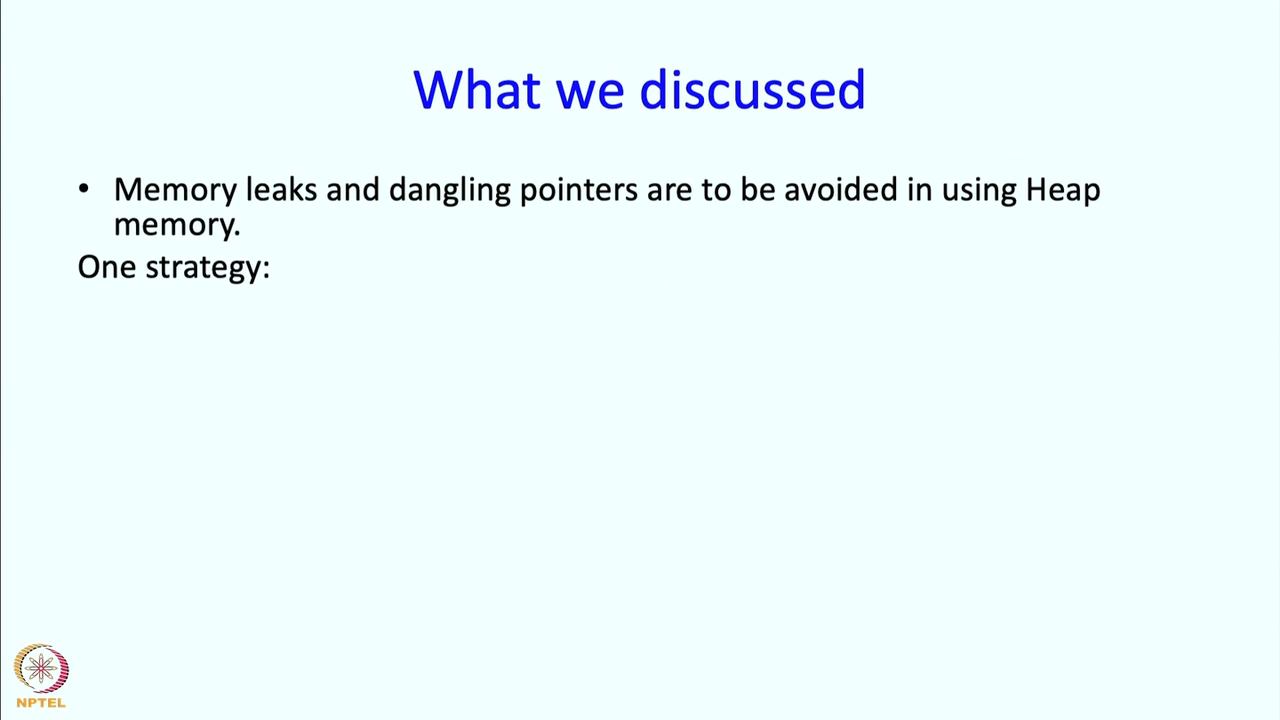 What we discussed
• Memory leaks and dangling pointers are to be avoided in using Heap
memory.
One strategy:
NPTEL